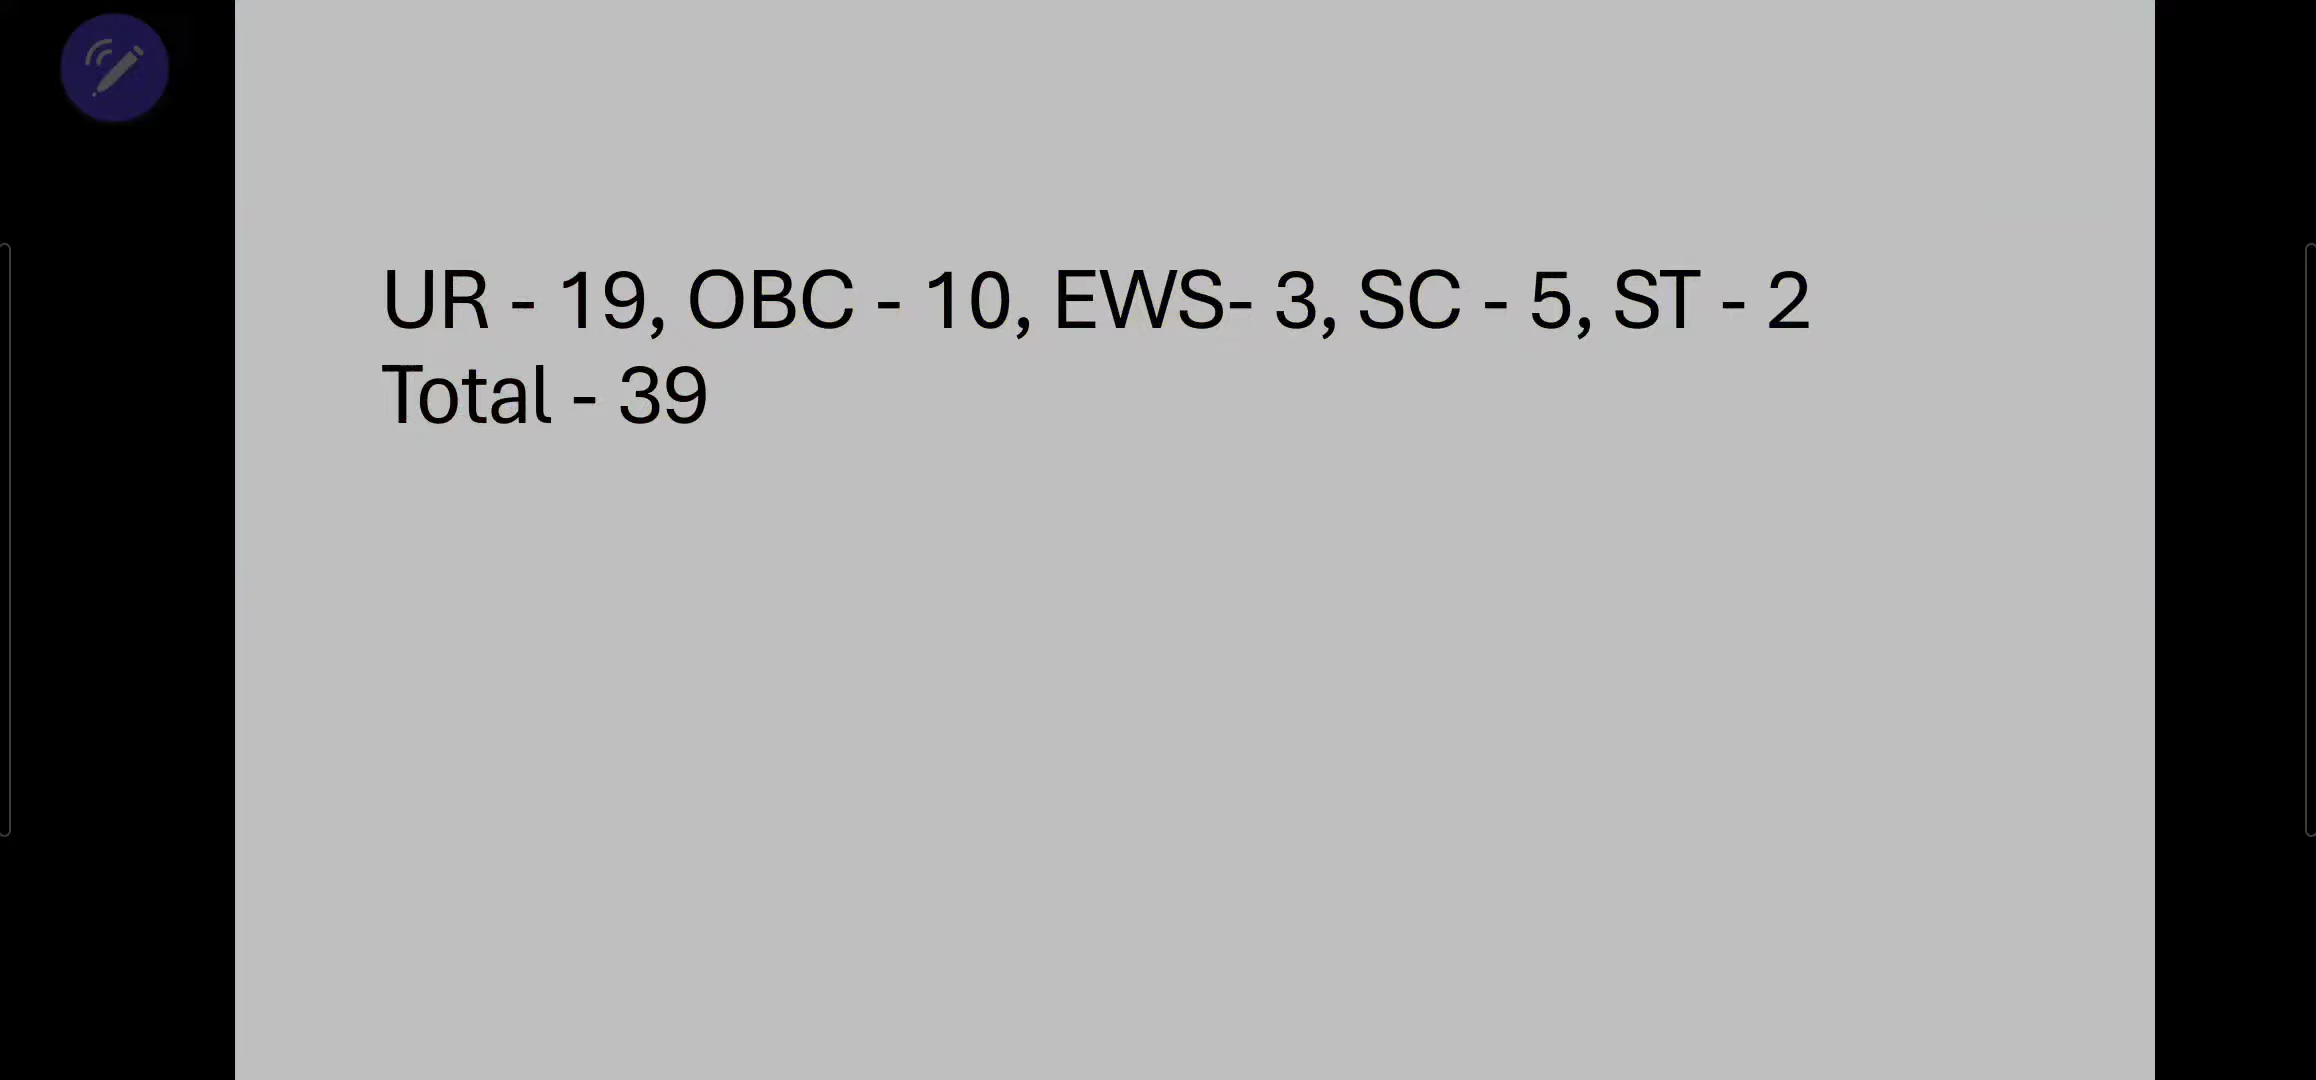 UR - 19, OBC - 10, EWS- 3, SC - 5, ST - 2
Total - 39